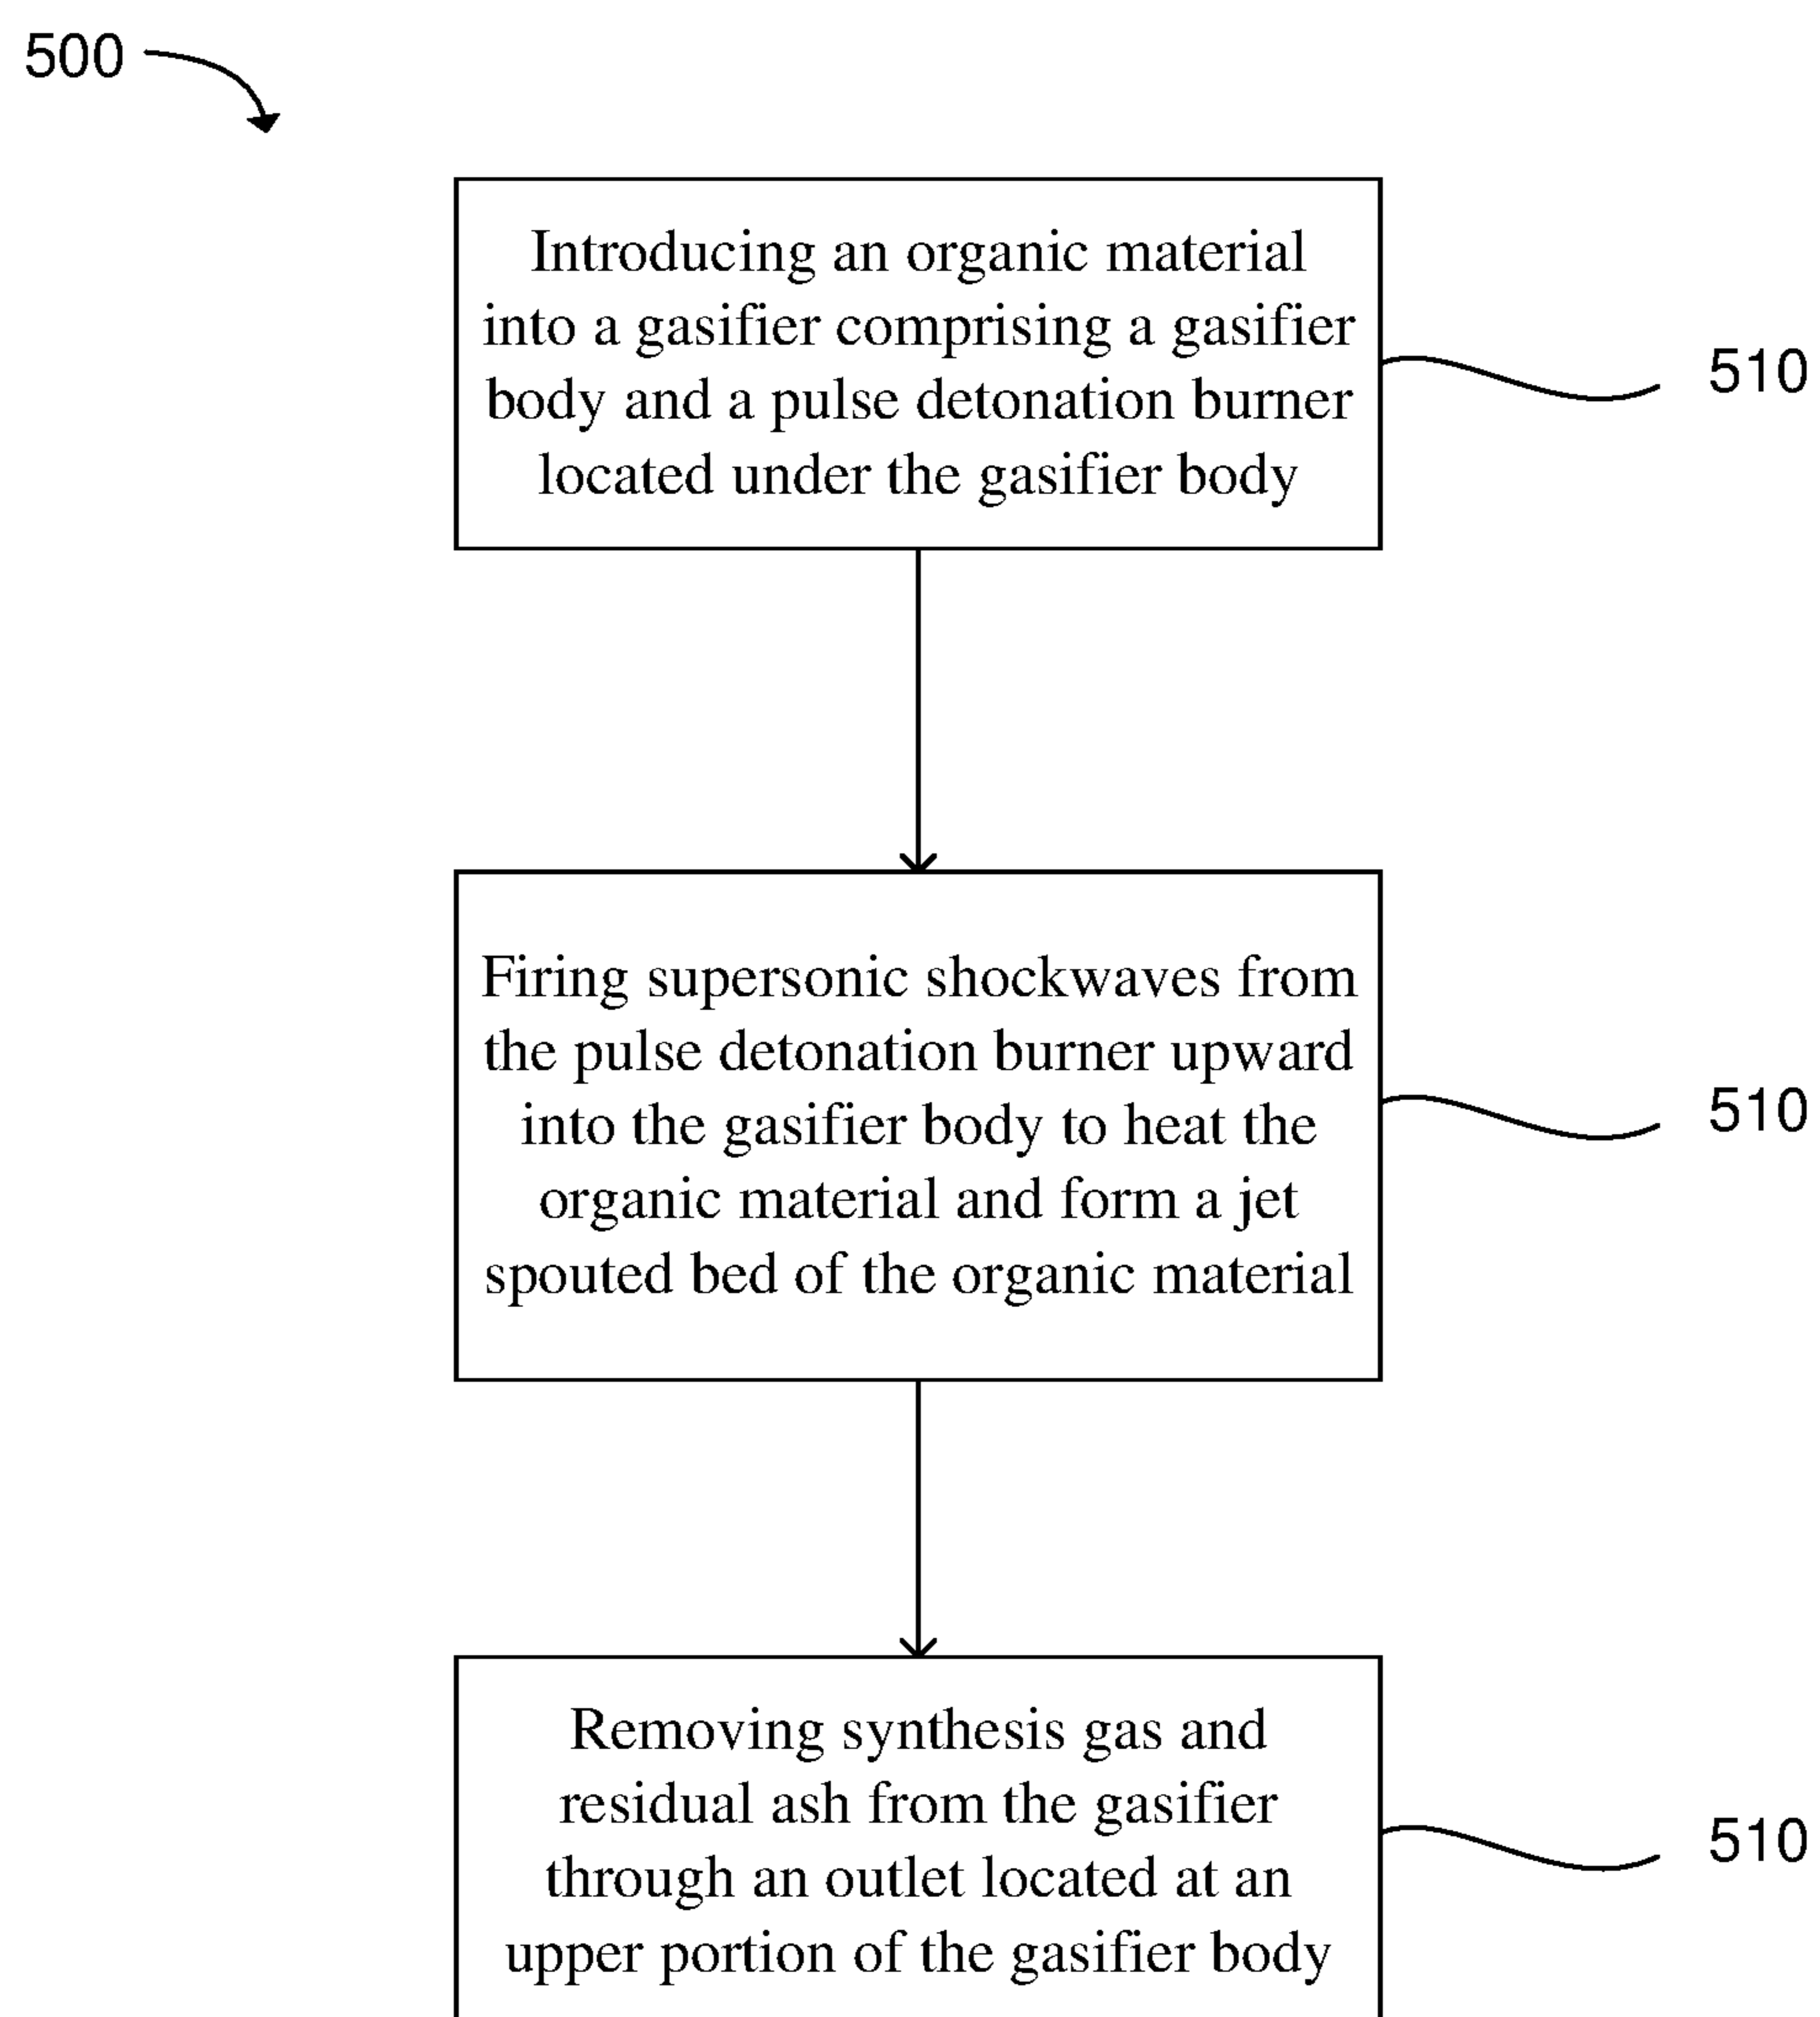 500
Introducing an organic material
into a gasifier comprising a gasifier
body and a pulse detonation burner
located under the gasifier body
510
Firing supersonic shockwaves from
the pulse detonation burner upward
into the gasifier body to heat the
organic material and form a jet
spouted bed of the organic material
510
Removing synthesis gas and
residual ash from the gasifier
through an outlet located at an
upper portion of the gasifier body
510